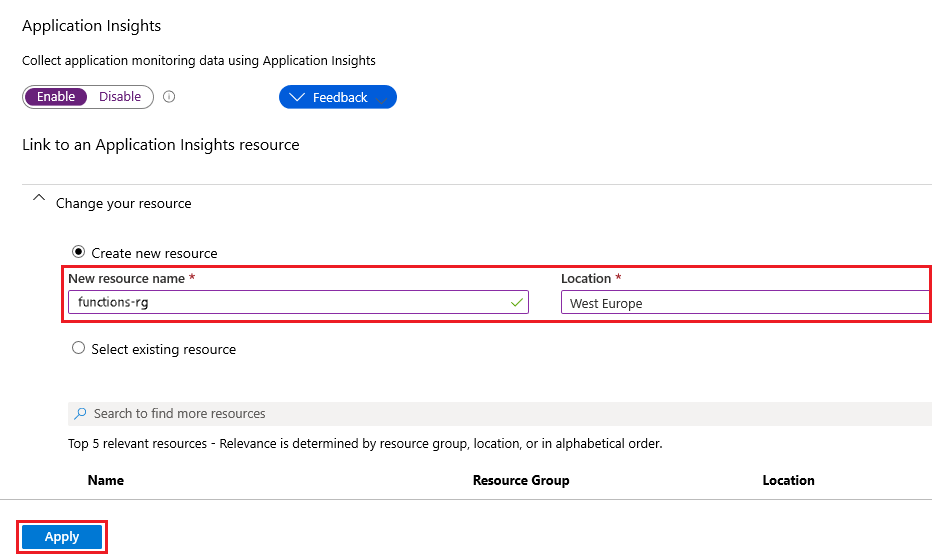 Application Insights
Collect application monitoring data using Application Insights
Enable Disable
Feedback
Link to an Application Insights resource
Change your resource
Create new resource
New resource name * Location *
functions-rg West Europe
Select existing resource
Search to find more resources
Top 5 relevant resources - Relevance is determined by resource group, location, or in alphabetical order.
Name Resource Group Location
Apply